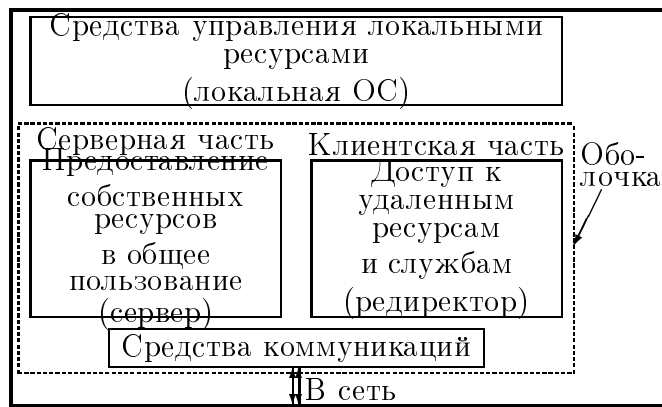 Средства управления локальными
ресурсами
(локальная ОС)
Серверная часть
Предоставление
собственных
ресурсов
в общее
пользование
(сервер)
Клиентская часть
Доступ к
удаленным
ресурсам
и службам
(редиректор)
Обо-
лочка
Средства коммуникаций
В сеть